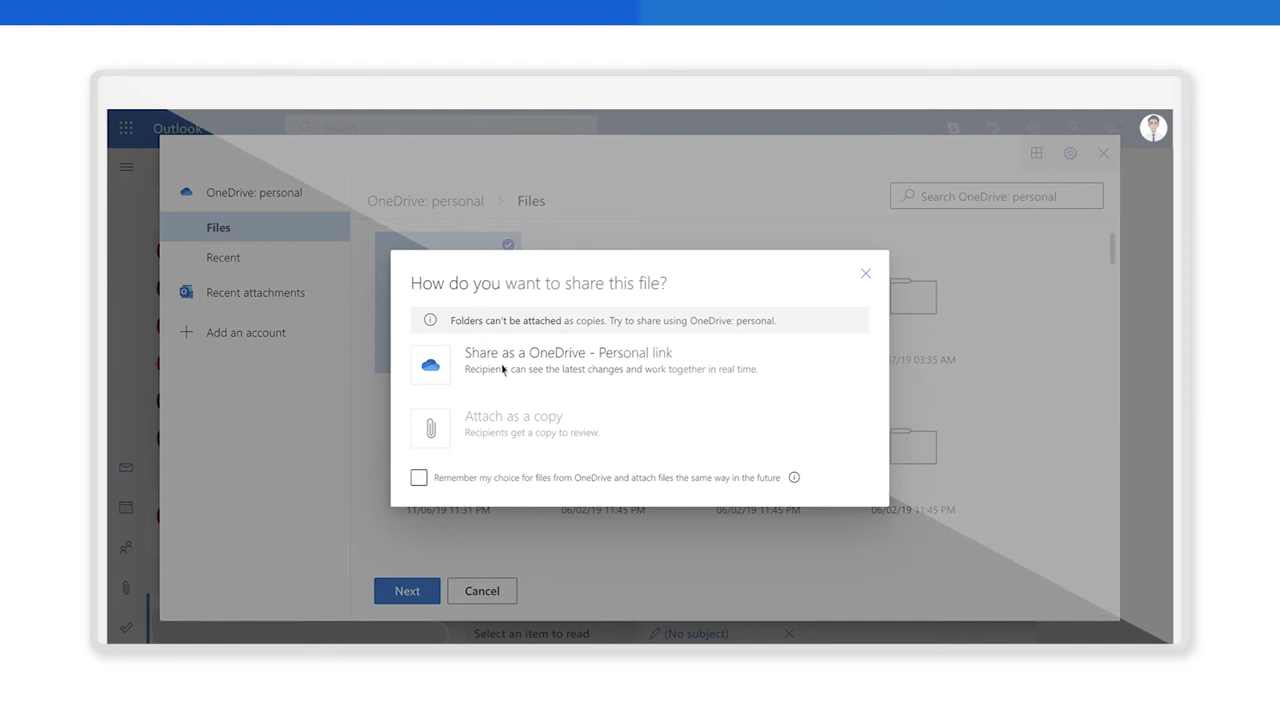 Outlook
Search
OneDrive: personal
Files
Recent
Recent attachments
Add an account
OneDrive: personal > Files
Search OneDrive: personal
How do you want to share this file?
Folders can't be attached as copies. Try to share using OneDrive: personal.
Share as a OneDrive - Personal link
Recipients can see the latest changes and work together in real time.
Attach as a copy
Recipients get a copy to review.
Remember my choice for files from OneDrive and attach files the same way in the future
/19 03:35 AM
11/06/19 11:31 PM
06/02/19 11:45 PM
06/02/19 11:45 PM
06/02/19 11:45 PM
Next
Cancel
Select an item to read
(No subject)